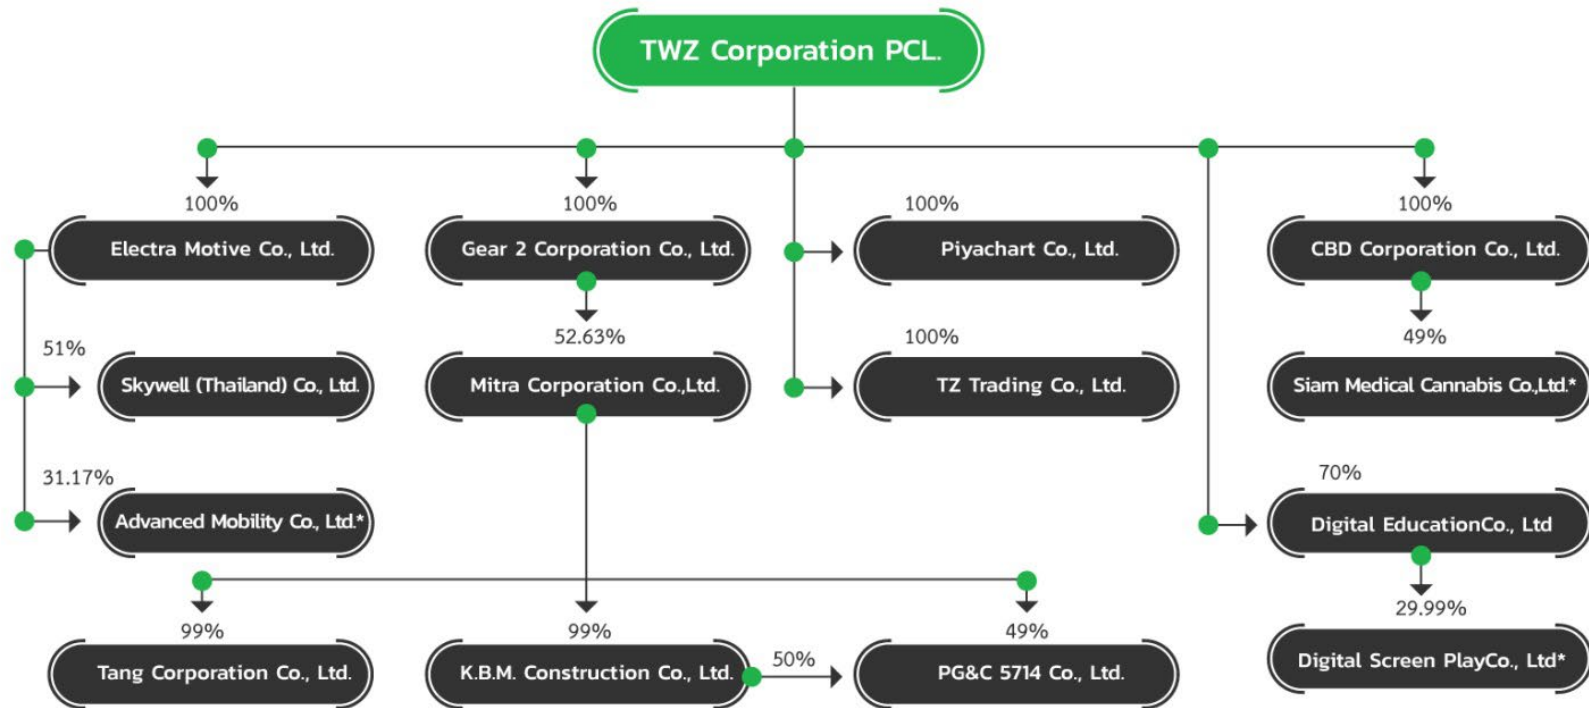 TWZ Corporation PCL.
100%
100%
100%
100%
Electra Motive Co., Ltd.
Gear 2 Corporation Co., Ltd.
Piyachart Co., Ltd.
CBD Corporation Co., Ltd.
51%
52.63%
100%
49%
Skywell (Thailand) Co., Ltd.
Mitra Corporation Co.,Ltd.
TZ Trading Co., Ltd.
Siam Medical Cannabis Co.,Ltd.*
31.17%
70%
Advanced Mobility Co., Ltd.*
Digital EducationCo., Ltd
29.99%
99%
99%
49%
Tang Corporation Co., Ltd.
K.B.M. Construction Co., Ltd.
50%
PG&C 5714 Co., Ltd.
Digital Screen PlayCo., Ltd*